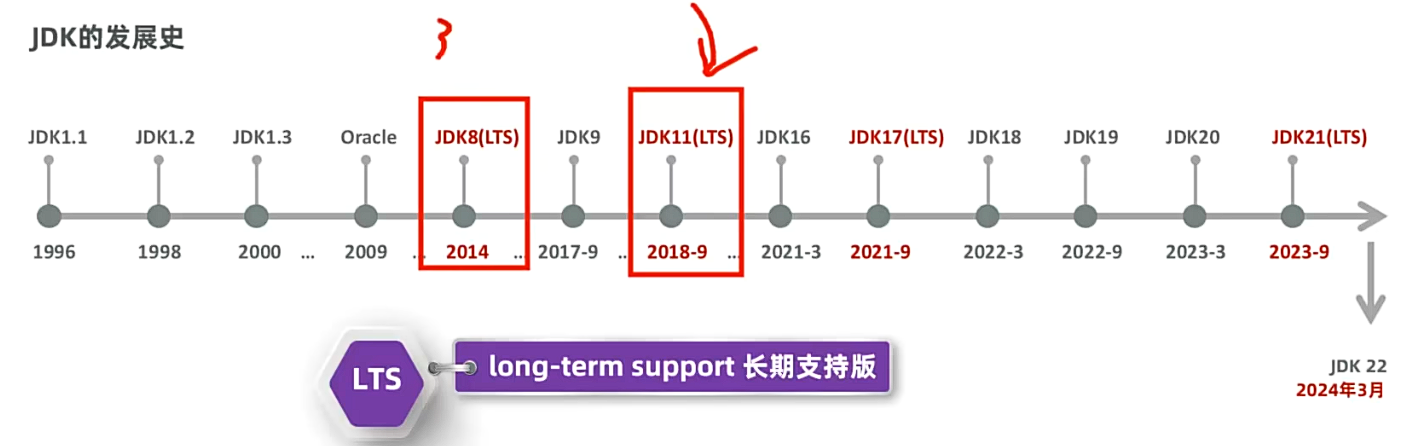 JDK的发展史
3
JDK1.1 JDK1.2 JDK1.3 Oracle JDK8(LTS) JDK9 JDK11(LTS) JDK16 JDK17(LTS) JDK18 JDK19 JDK20 JDK21(LTS)
1996 1998 2000 ... 2009 ... 2014 ... 2017-9 ... 2018-9 ... 2021-3 2021-9 2022-3 2022-9 2023-3 2023-9
LTS long-term support 长期支持版
JDK 22
2024年3月